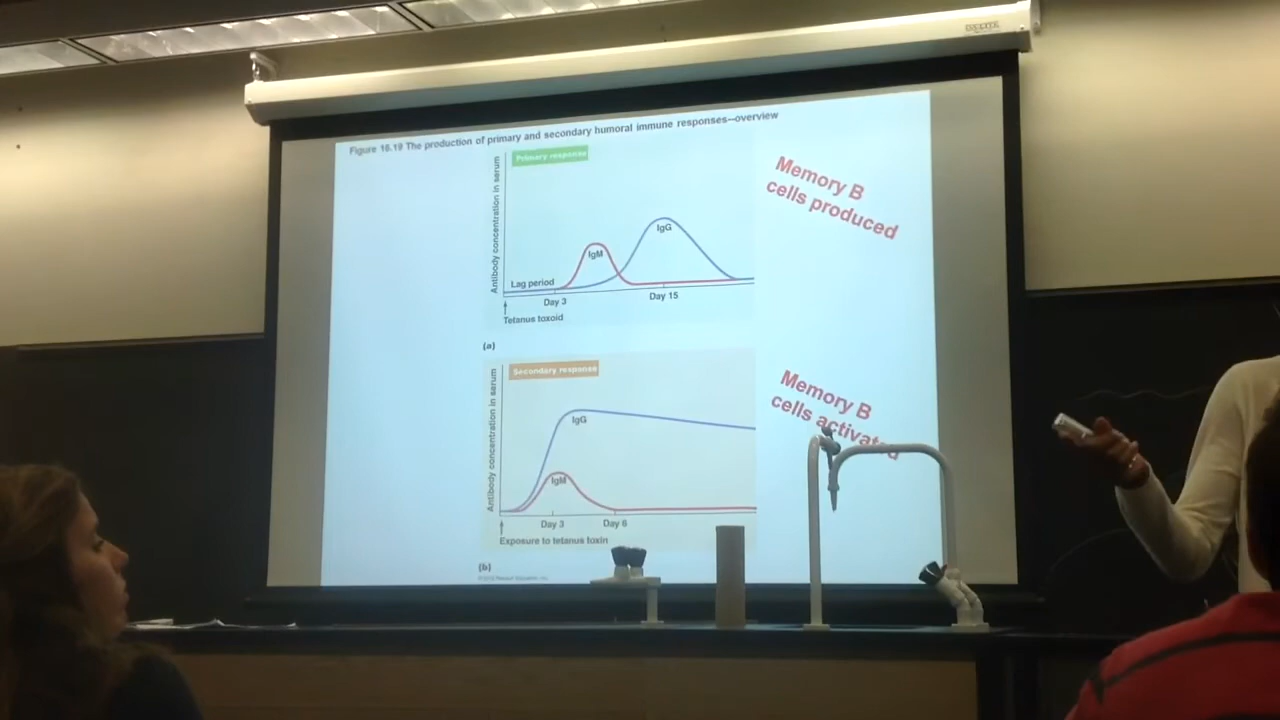 Figure 16.19 The production of primary and secondary humoral immune responses—overview
Primary response
Antibody concentration in serum
IgM
IgG
Lag period
Day 3
Day 15
Tetanus toxoid
(a)
Memory B
cells produced
Secondary response
Antibody concentration in serum
IgG
IgM
Day 3
Day 6
Exposure to tetanus toxin
(b)
Memory B
cells activated